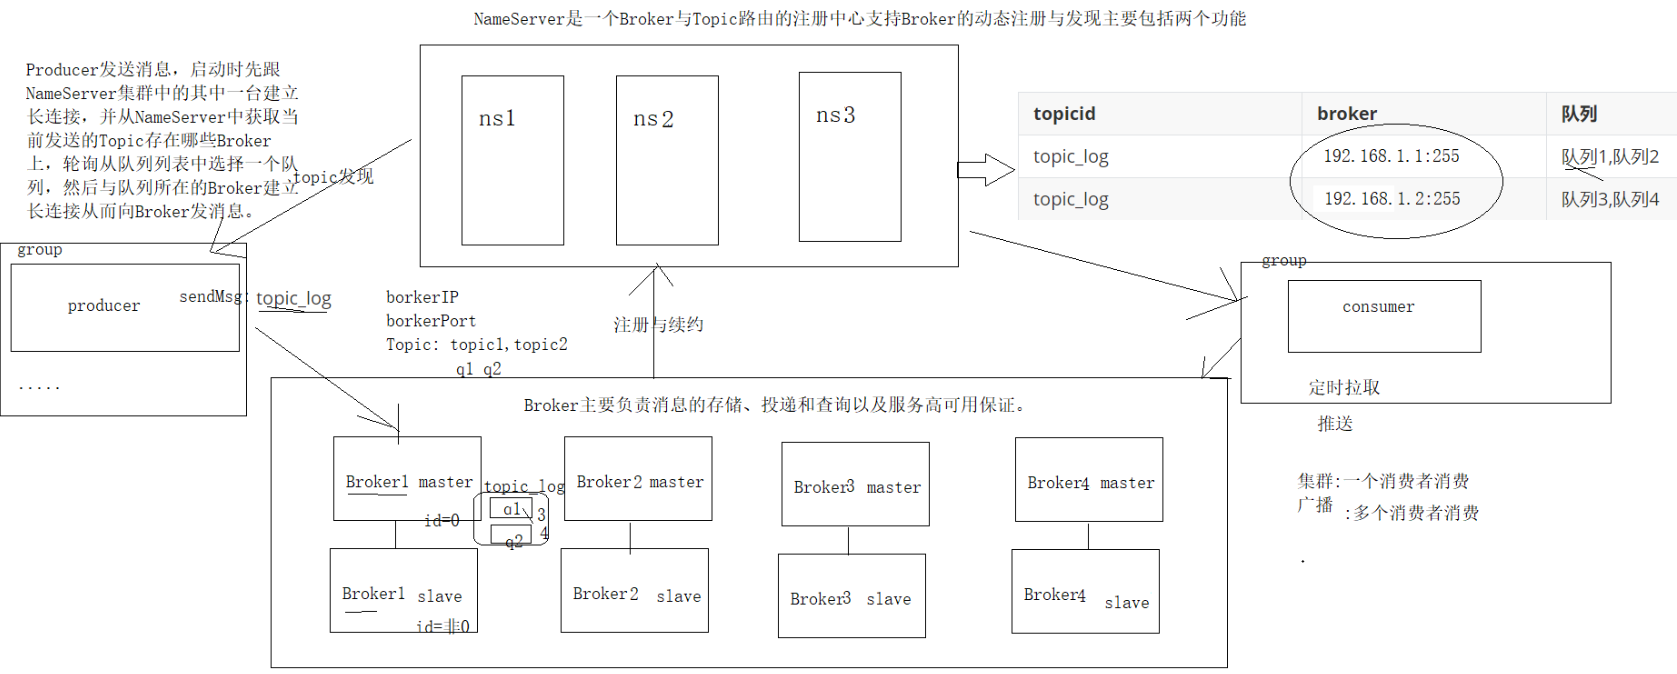 NameServer是一个Broker与Topic路由的注册中心支持Broker的动态注册与发现主要包括两个功能
Producer发送消息，启动时先跟
NameServer集群中的其中一台建立
长连接，并从NameServer中获取当
前发送的Topic存在哪些Broker
上，轮询从队列列表中选择一个队
列，然后与队列所在的Broker建立
长连接从而向Broker发消息。
topic发现
ns1
ns2
ns3
topicid broker 队列
topic_log 192.168.1.1:255 队列1,队列2
topic_log 192.168.1.2:255 队列3,队列4
group
producer
sendMsg: topic_log
.....
borkerIP
borkerPort
Topic: topic1,topic2
q1 q2
注册与续约
group
consumer
定时拉取
推送
集群:一个消费者消费
广播 :多个消费者消费
.
Broker主要负责消息的存储、投递和查询以及服务高可用保证。
Broker1 master
id=0
topic_log
q1 3
q2 4
Broker2 master
Broker3 master
Broker4 master
Broker1 slave
id=非0
Broker2 slave
Broker3 slave
Broker4 slave